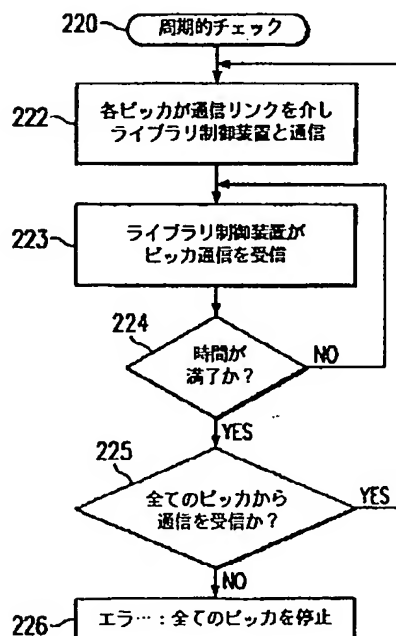 220
周期的チェック
222
各ピッカが通信リンクを介し
ライブラリ制御装置と通信
223
ライブラリ制御装置が
ピッカ通信を受信
224
時間が
満了か?
NO
YES
225
全てのピッカから
通信を受信か?
YES
NO
226
エラ…:全てのピッカを停止